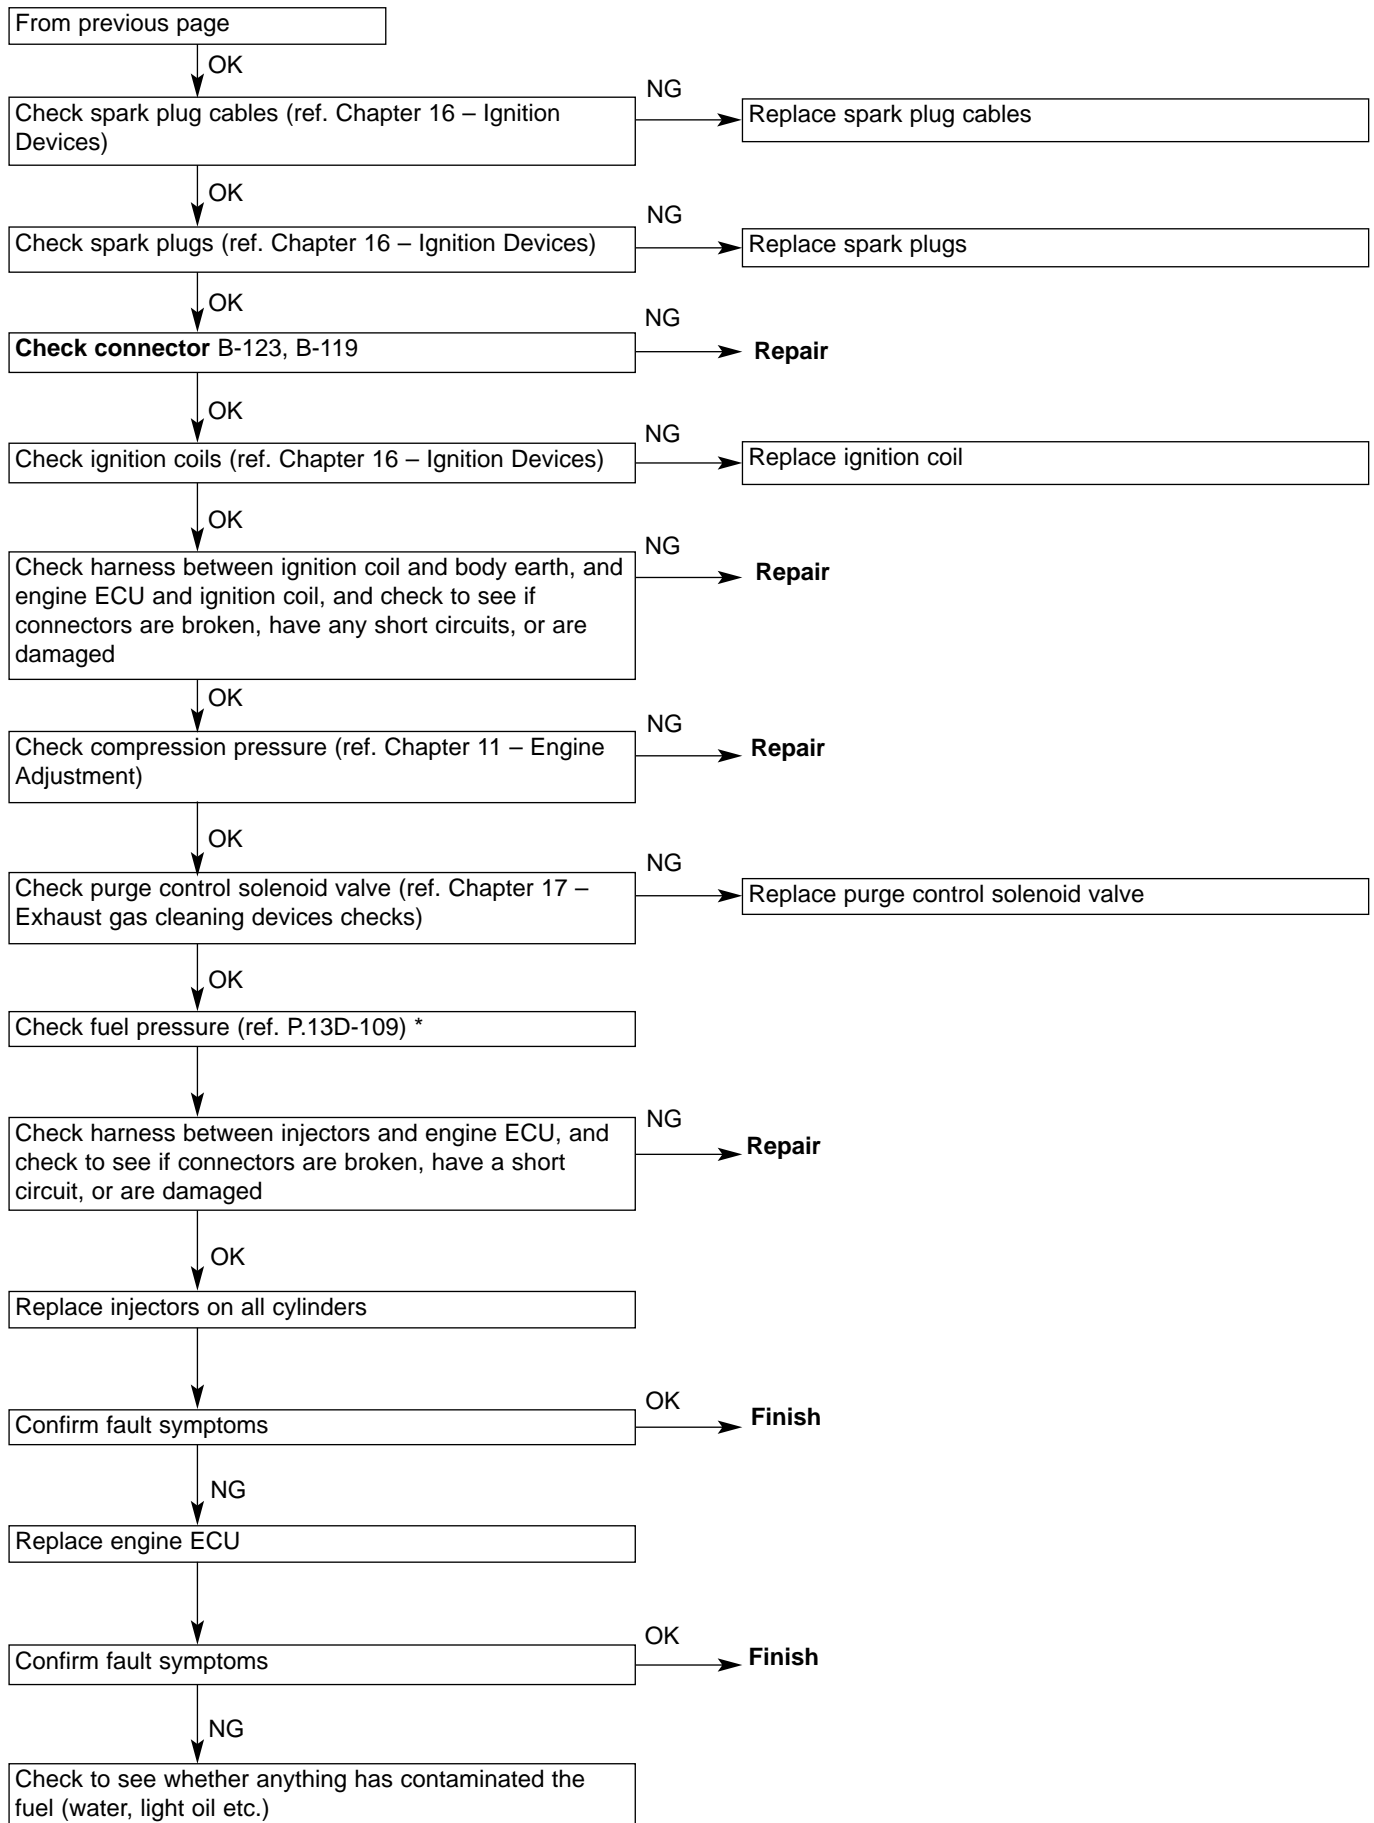 From previous page
OK
Check spark plug cables (ref. Chapter 16 – Ignition
Devices)
NG
Replace spark plug cables
OK
Check spark plugs (ref. Chapter 16 – Ignition Devices)
NG
Replace spark plugs
OK
Check connector B-123, B-119
NG
Repair
OK
Check ignition coils (ref. Chapter 16 – Ignition Devices)
NG
Replace ignition coil
OK
Check harness between ignition coil and body earth, and
engine ECU and ignition coil, and check to see if
connectors are broken, have any short circuits, or are
damaged
NG
Repair
OK
Check compression pressure (ref. Chapter 11 – Engine
Adjustment)
NG
Repair
OK
Check purge control solenoid valve (ref. Chapter 17 –
Exhaust gas cleaning devices checks)
NG
Replace purge control solenoid valve
OK
Check fuel pressure (ref. P.13D-109) *
Check harness between injectors and engine ECU, and
check to see if connectors are broken, have a short
circuit, or are damaged
NG
Repair
OK
Replace injectors on all cylinders
Confirm fault symptoms
OK
Finish
NG
Replace engine ECU
Confirm fault symptoms
OK
Finish
NG
Check to see whether anything has contaminated the
fuel (water, light oil etc.)